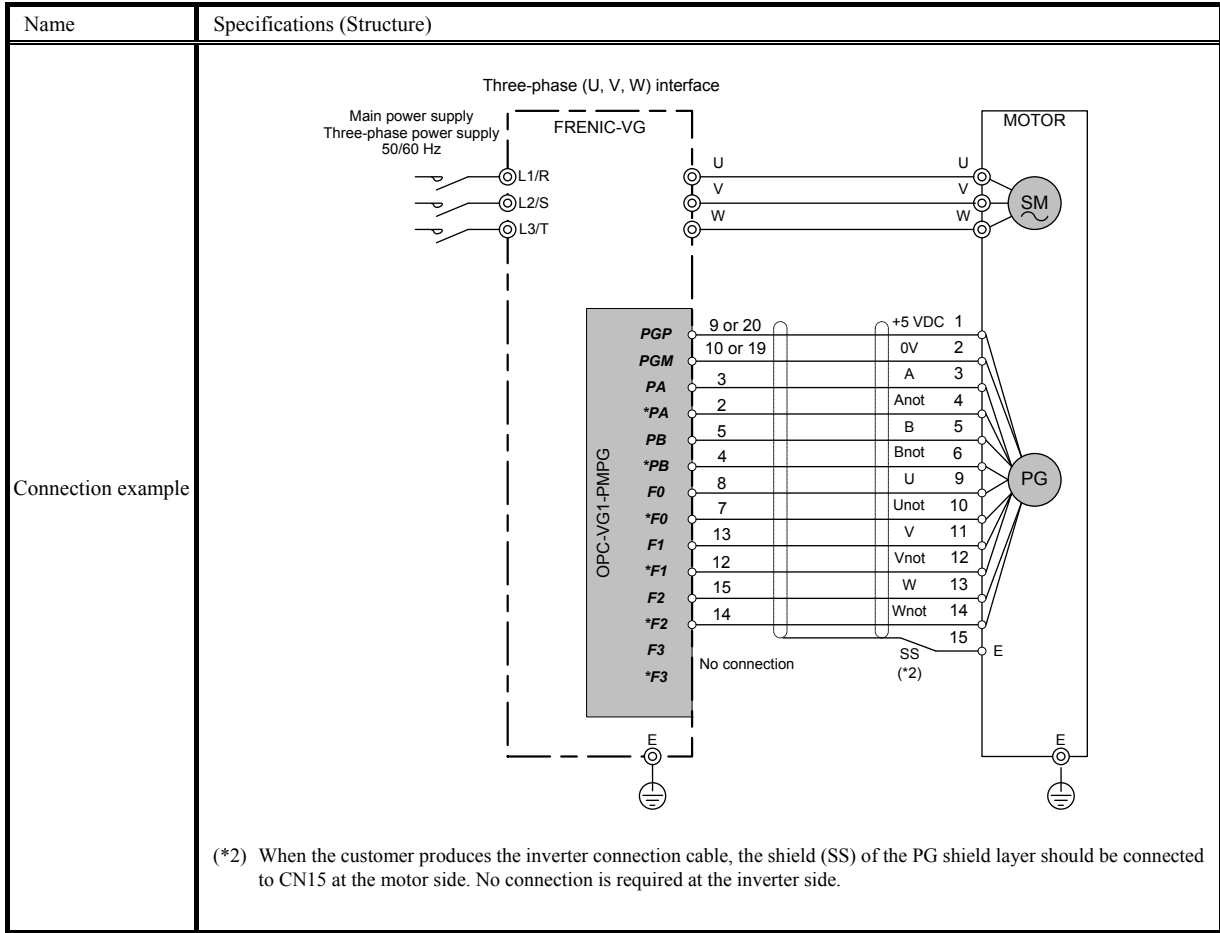 Name
Specifications (Structure)
Three-phase (U, V, W) interface
Main power supply
Three-phase power supply
50/60 Hz
FRENIC-VG
MOTOR
L1/R
L2/S
L3/T
U
V
W
U
V
W
SM
OPC-VG1-PMPG
PGP 9 or 20 +5 VDC 1
PGM 10 or 19 0V 2
PA 3 A 3
*PA 2 Anot 4
PB 5 B 5
*PB 4 Bnot 6
F0 8 U 9
*F0 7 Unot 10
F1 13 V 11
*F1 12 Vnot 12
F2 15 W 13
*F2 14 Wnot 14
F3
*F3
No connection
15
SS
(*2)
E
PG
E
E
Connection example
(*2) When the customer produces the inverter connection cable, the shield (SS) of the PG shield layer should be connected
to CN15 at the motor side. No connection is required at the inverter side.